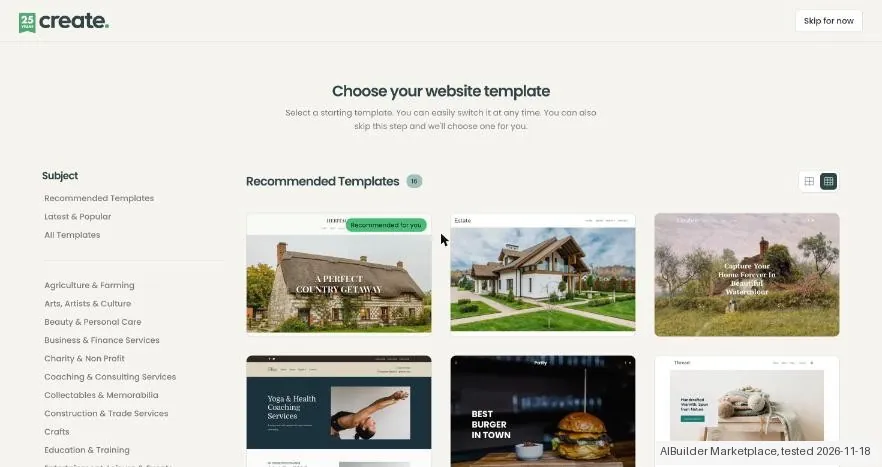 25
YEARS
create.
Skip for now
Choose your website template
Select a starting template. You can easily switch it at any time. You can also
skip this step and we'll choose one for you.
Subject
Recommended Templates
Latest & Popular
All Templates
Agriculture & Farming
Arts, Artists & Culture
Beauty & Personal Care
Business & Finance Services
Charity & Non Profit
Coaching & Consulting Services
Collectables & Memorabilia
Construction & Trade Services
Crafts
Education & Training
Recommended Templates 16
Recommended for you
A PERFECT
COUNTRY GETAWAY
Estate
Capture Your
Home Forever In
Beautiful
Watercolour
Yoga & Health
Coaching
Services
Patty
BEST
BURGER
IN TOWN
Thread
Handcrafted
Warmth, Spun
from Nature
AIBuilder Marketplace, tested 2026-11-18